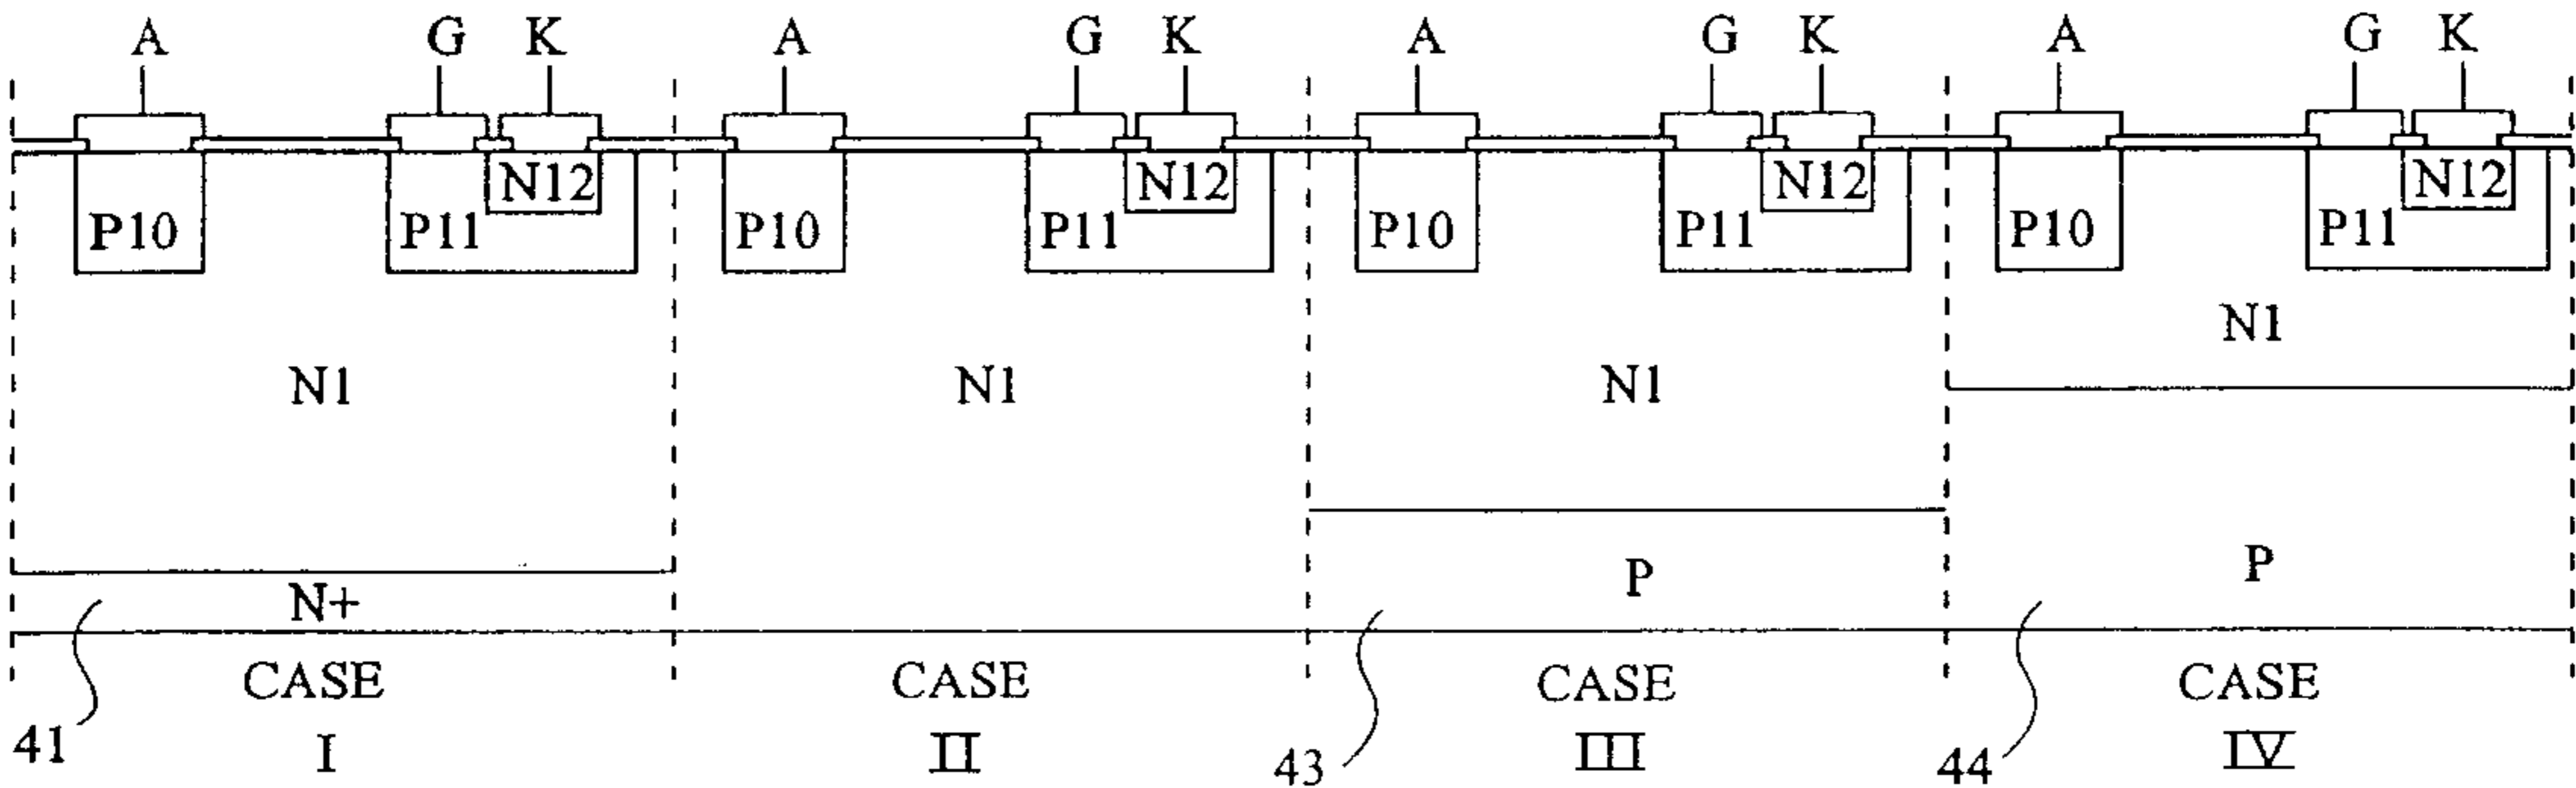 A G K A G K A G K A G K
N12 N12 N12 N12
P10 P11 P10 P11 P10 P11 P10 P11
N1
N1 N1 N1
P P
N+
CASE CASE CASE CASE
41 I II 43 III 44 IV